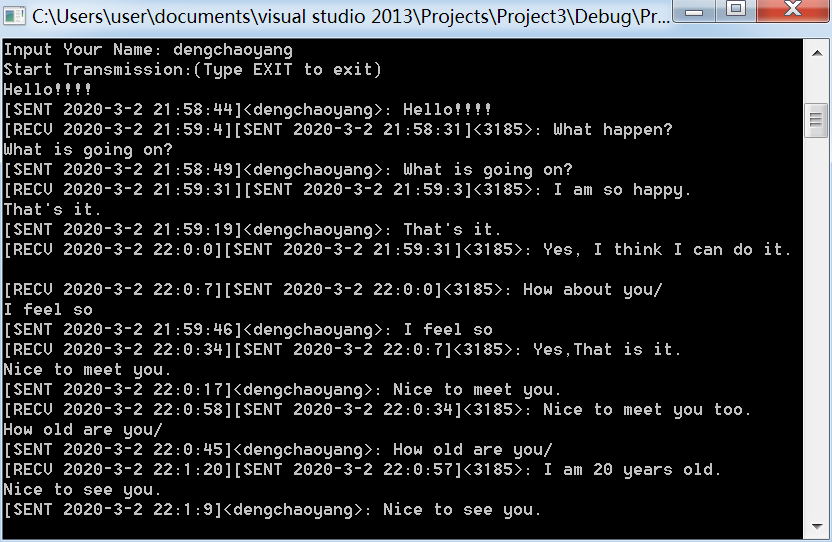 C:\Users\user\documents\visual studio 2013\Projects\Project3\Debug\Pr...
Input Your Name: dengchaoyang
Start Transmission:(Type EXIT to exit)
Hello!!!!
[SENT 2020-3-2 21:58:44]<dengchaoyang>: Hello!!!!
[RECV 2020-3-2 21:59:4][SENT 2020-3-2 21:58:31]<3185>: What happen?
What is going on?
[SENT 2020-3-2 21:58:49]<dengchaoyang>: What is going on?
[RECV 2020-3-2 21:59:31][SENT 2020-3-2 21:59:3]<3185>: I am so happy.
That's it.
[SENT 2020-3-2 21:59:19]<dengchaoyang>: That's it.
[RECV 2020-3-2 22:0:0][SENT 2020-3-2 21:59:31]<3185>: Yes, I think I can do it.
[RECV 2020-3-2 22:0:7][SENT 2020-3-2 22:0:0]<3185>: How about you/
I feel so
[SENT 2020-3-2 21:59:46]<dengchaoyang>: I feel so
[RECV 2020-3-2 22:0:34][SENT 2020-3-2 22:0:7]<3185>: Yes,That is it.
Nice to meet you.
[SENT 2020-3-2 22:0:17]<dengchaoyang>: Nice to meet you.
[RECV 2020-3-2 22:0:58][SENT 2020-3-2 22:0:34]<3185>: Nice to meet you too.
How old are you/
[SENT 2020-3-2 22:0:45]<dengchaoyang>: How old are you/
[RECV 2020-3-2 22:1:20][SENT 2020-3-2 22:0:57]<3185>: I am 20 years old.
Nice to see you.
[SENT 2020-3-2 22:1:9]<dengchaoyang>: Nice to see you.